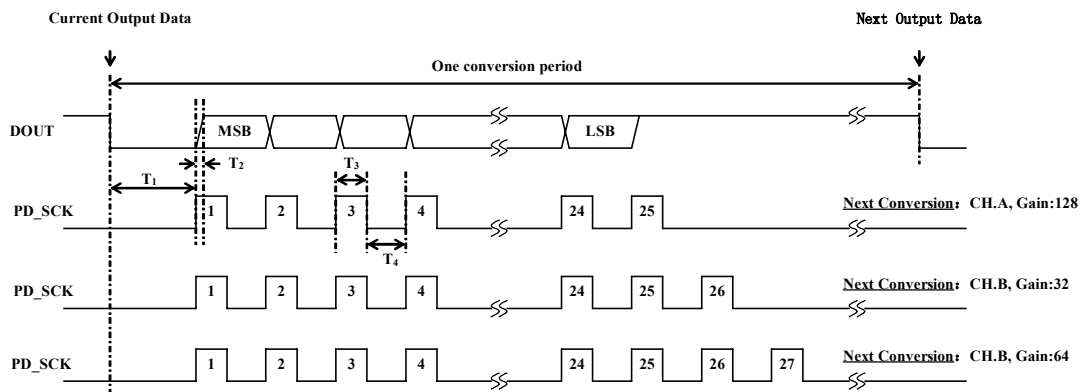 Current Output Data
Next Output Data
One conversion period
DOUT
MSB
LSB
T1
T2
T3
T4
PD_SCK
1 2 3 4 24 25
Next Conversion：CH.A, Gain:128
PD_SCK
1 2 3 4 24 25 26
Next Conversion：CH.B, Gain:32
PD_SCK
1 2 3 4 24 25 26 27
Next Conversion：CH.B, Gain:64